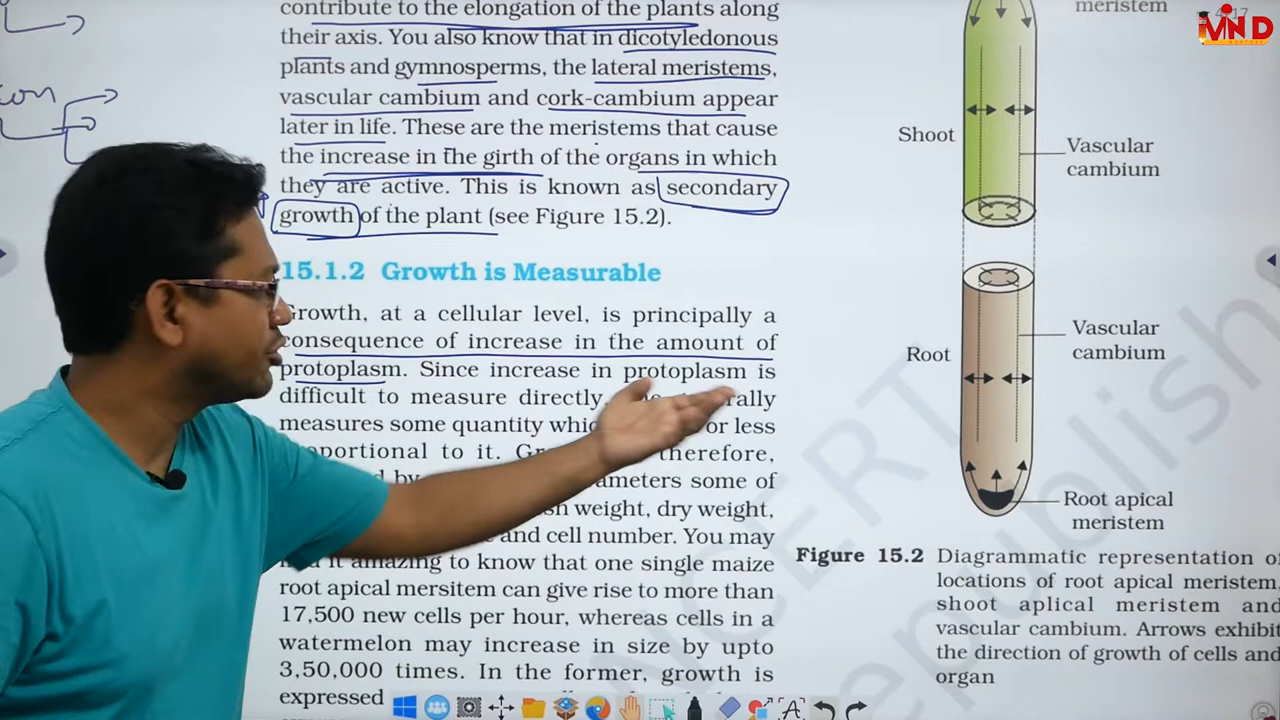 contribute to the elongation of the plants along
their axis. You also know that in dicotyledonous
plants and gymnosperms, the lateral meristems,
vascular cambium and cork-cambium appear
later in life. These are the meristems that cause
the increase in the girth of the organs in which
they are active. This is known as secondary
growth of the plant (see Figure 15.2).
15.1.2 Growth is Measurable
Growth, at a cellular level, is principally a
consequence of increase in the amount of
protoplasm. Since increase in protoplasm is
difficult to measure directly,
measures some quantity or less
to it. therefore,
by some of
weight, dry weight,
and cell number. You may
it amazing to know that one single maize
root apical mersitem can give rise to more than
17,500 new cells per hour, whereas cells in a
watermelon may increase in size by upto
3,50,000 times. In the former, growth is
expressed
meristem
Shoot
Vascular
cambium
Root
Vascular
cambium
Root apical
meristem
Figure 15.2 Diagrammatic representation of
locations of root apical meristem,
shoot aplical meristem and
vascular cambium. Arrows exhibit
the direction of growth of cells and
organ
MIND